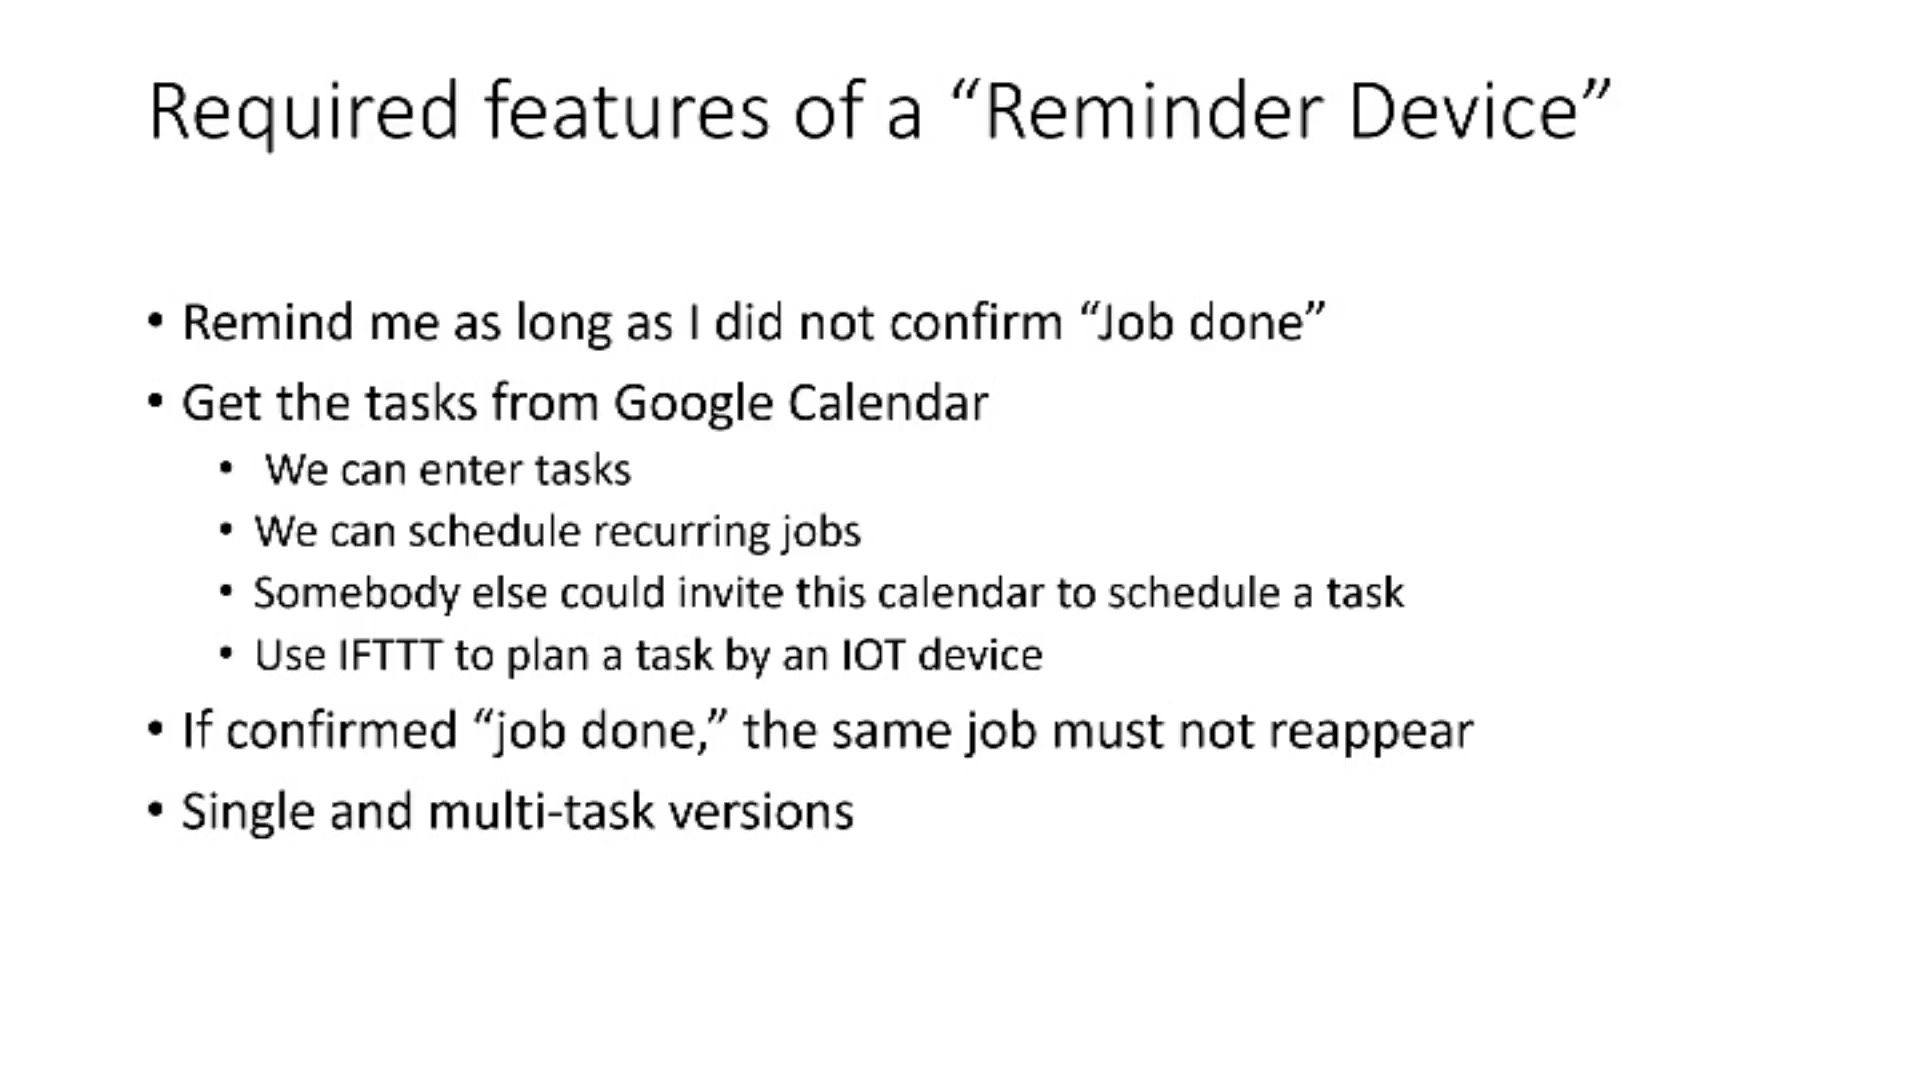 Required features of a “Reminder Device”
• Remind me as long as I did not confirm “Job done”
• Get the tasks from Google Calendar
• We can enter tasks
• We can schedule recurring jobs
• Somebody else could invite this calendar to schedule a task
• Use IFTTT to plan a task by an IOT device
• If confirmed “job done,” the same job must not reappear
• Single and multi-task versions